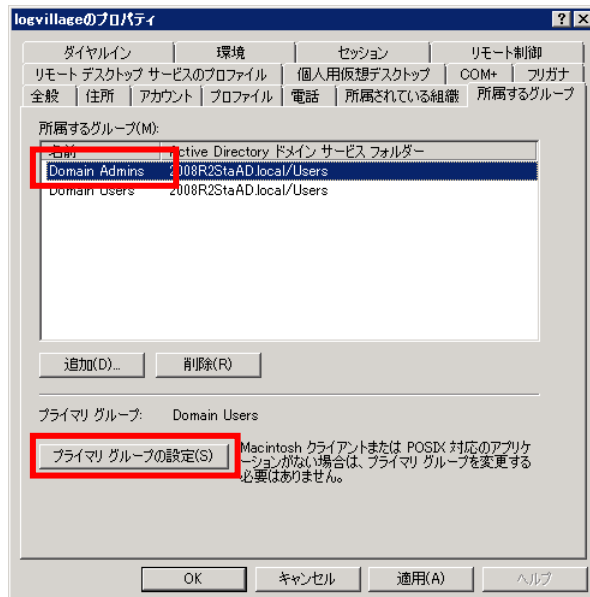 logvillageのプロパティ
ダイヤルイン 環境 セッション リモート制御
リモート デスクトップ サービスのプロファイル 個人用仮想デスクトップ COM+ フリガナ
全般 住所 アカウント プロファイル 電話 所属されている組織 所属するグループ
所属するグループ(M):
名前 Active Directory ドメイン サービス フォルダー
Domain Admins 2008R2StaAD.local/Users
Domain Users 2008R2StaAD.local/Users
追加(D)... 削除(R)
プライマリ グループ: Domain Users
プライマリ グループの設定(S)
Macintosh クライアントまたは POSIX 対応のアプリケ
ーションがない場合は、プライマリ グループを変更する
必要はありません。
OK キャンセル 適用(A) ヘルプ